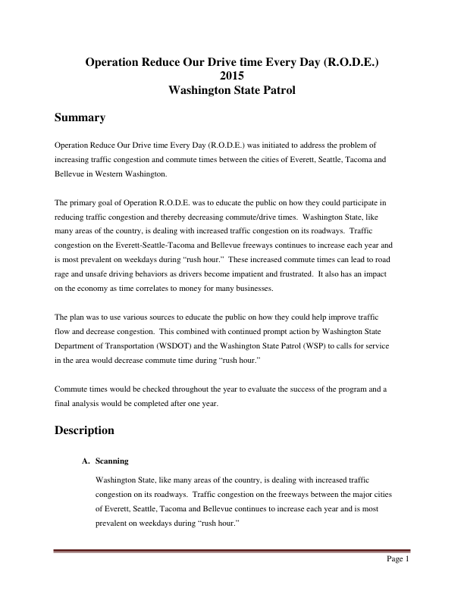 Operation Reduce Our Drive time Every Day (R.O.D.E.)
2015
Washington State Patrol
Summary
Operation Reduce Our Drive time Every Day (R.O.D.E.) was initiated to address the problem of
increasing traffic congestion and commute times between the cities of Everett, Seattle, Tacoma and
Bellevue in Western Washington.
The primary goal of Operation R.O.D.E. was to educate the public on how they could participate in
reducing traffic congestion and thereby decreasing commute/drive times.  Washington State, like
many areas of the country, is dealing with increased traffic congestion on its roadways.  Traffic
congestion on the Everett-Seattle-Tacoma and Bellevue freeways continues to increase each year and
is most prevalent on weekdays during “rush hour.”  These increased commute times can lead to road
rage and unsafe driving behaviors as drivers become impatient and frustrated.  It also has an impact
on the economy as time correlates to money for many businesses.
The plan was to use various sources to educate the public on how they could help improve traffic
flow and decrease congestion.  This combined with continued prompt action by Washington State
Department of Transportation (WSDOT) and the Washington State Patrol (WSP) to calls for service
in the area would decrease commute time during “rush hour.”
Commute times would be checked throughout the year to evaluate the success of the program and a
final analysis would be completed after one year.
Description
A. Scanning
Washington State, like many areas of the country, is dealing with increased traffic
congestion on its roadways.  Traffic congestion on the freeways between the major cities
of Everett, Seattle, Tacoma and Bellevue continues to increase each year and is most
prevalent on weekdays during “rush hour.”
Page 1